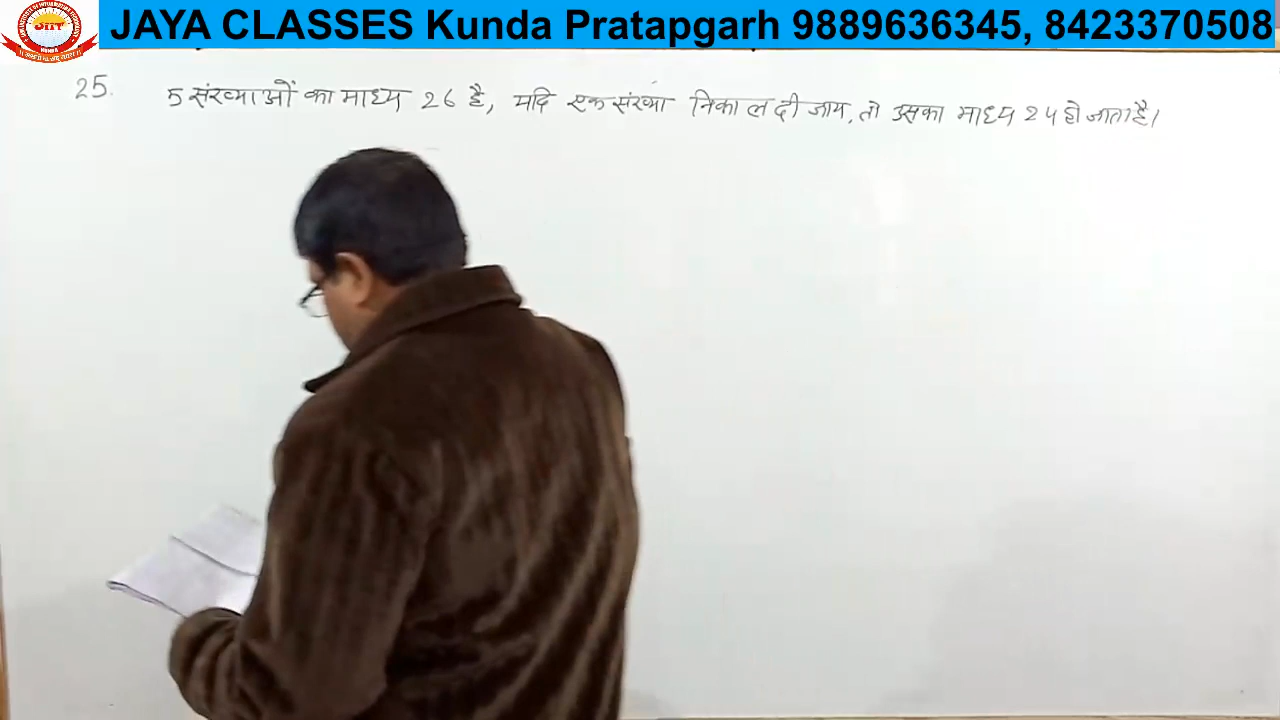 JAYA CLASSES Kunda Pratapgarh 9889636345, 8423370508
25. 5 संख्याओं का माध्य 26 है, यदि एक संख्या निकाल दी जाय, तो उसका माध्य 24 हो जाता है।